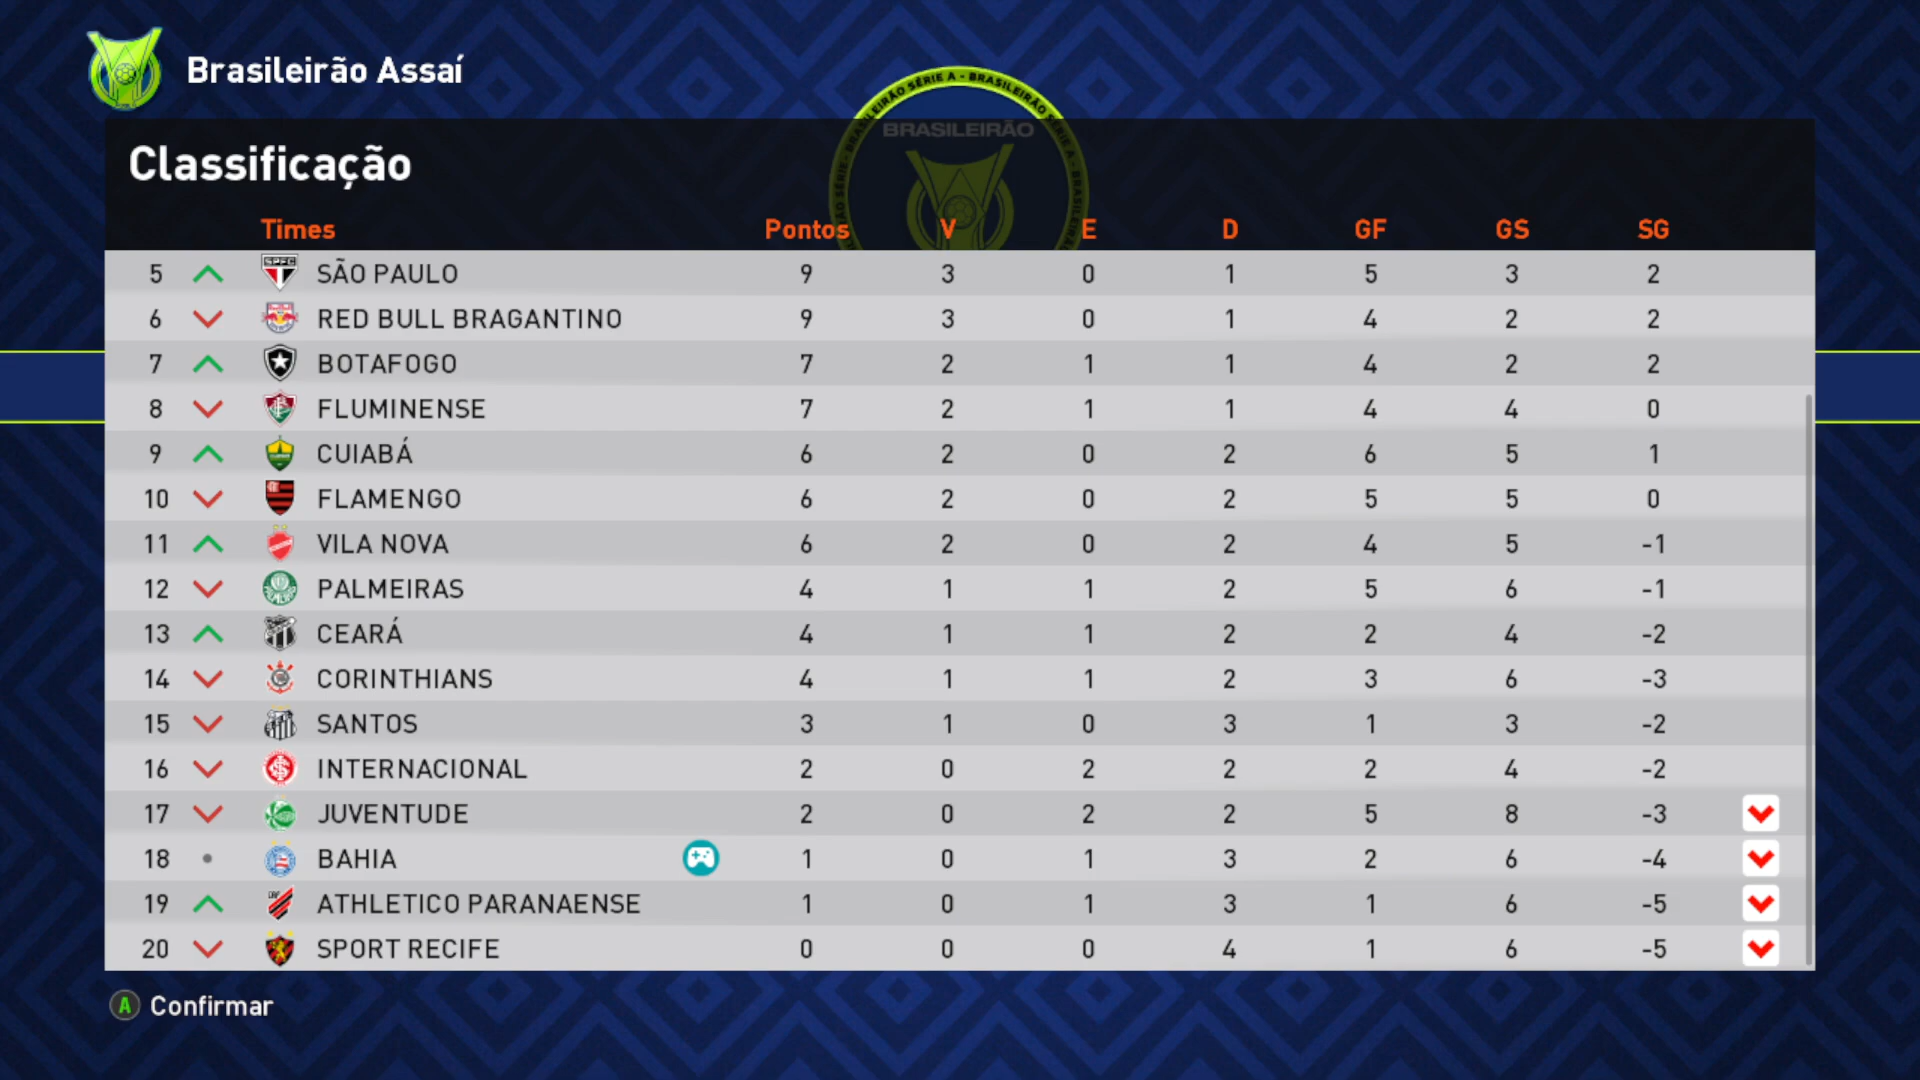 Brasileirão Assaí
BRASILEIRÃO SÉRIE A - BRASILEIRÃO SÉRIE A
BRASILEIRÃO
Classificação
Times Pontos V E D GF GS SG
5 SÃO PAULO 9 3 0 1 5 3 2
6 RED BULL BRAGANTINO 9 3 0 1 4 2 2
7 BOTAFOGO 7 2 1 1 4 2 2
8 FLUMINENSE 7 2 1 1 4 4 0
9 CUIABÁ 6 2 0 2 6 5 1
10 FLAMENGO 6 2 0 2 5 5 0
11 VILA NOVA 6 2 0 2 4 5 -1
12 PALMEIRAS 4 1 1 2 5 6 -1
13 CEARÁ 4 1 1 2 2 4 -2
14 CORINTHIANS 4 1 1 2 3 6 -3
15 SANTOS 3 1 0 3 1 3 -2
16 INTERNACIONAL 2 0 2 2 2 4 -2
17 JUVENTUDE 2 0 2 2 5 8 -3
18 BAHIA 1 0 1 3 2 6 -4
19 ATHLETICO PARANAENSE 1 0 1 3 1 6 -5
20 SPORT RECIFE 0 0 0 4 1 6 -5
A Confirmar